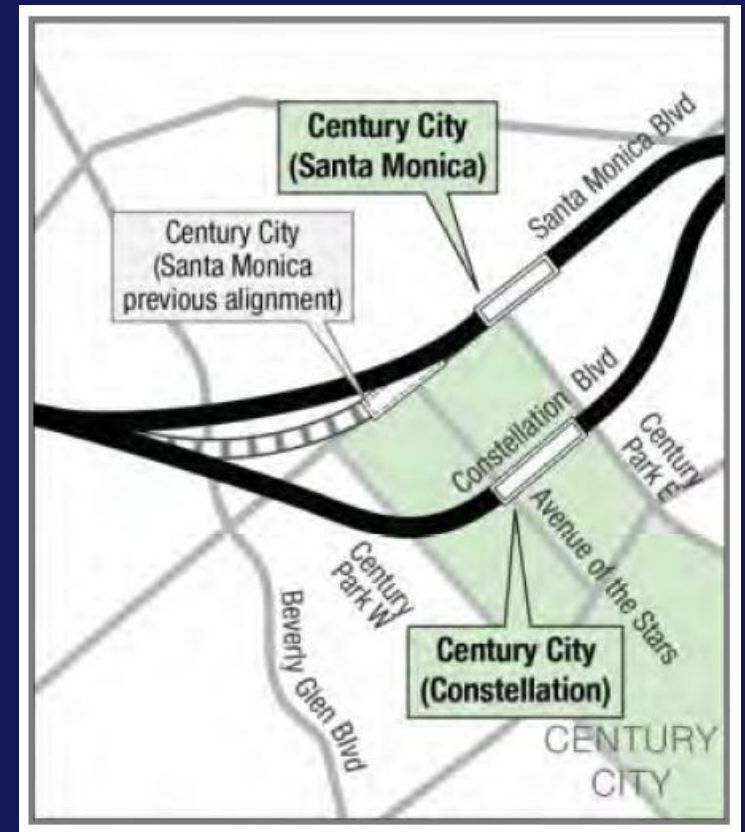 Century City
(Santa Monica)
Santa Monica Blvd
Century City
(Santa Monica
previous alignment)
Constellation Blvd
Century
Park E
Avenue of the Stars
Century
Park W
Beverly Glen Blvd
Century City
(Constellation)
CENTURY
CITY